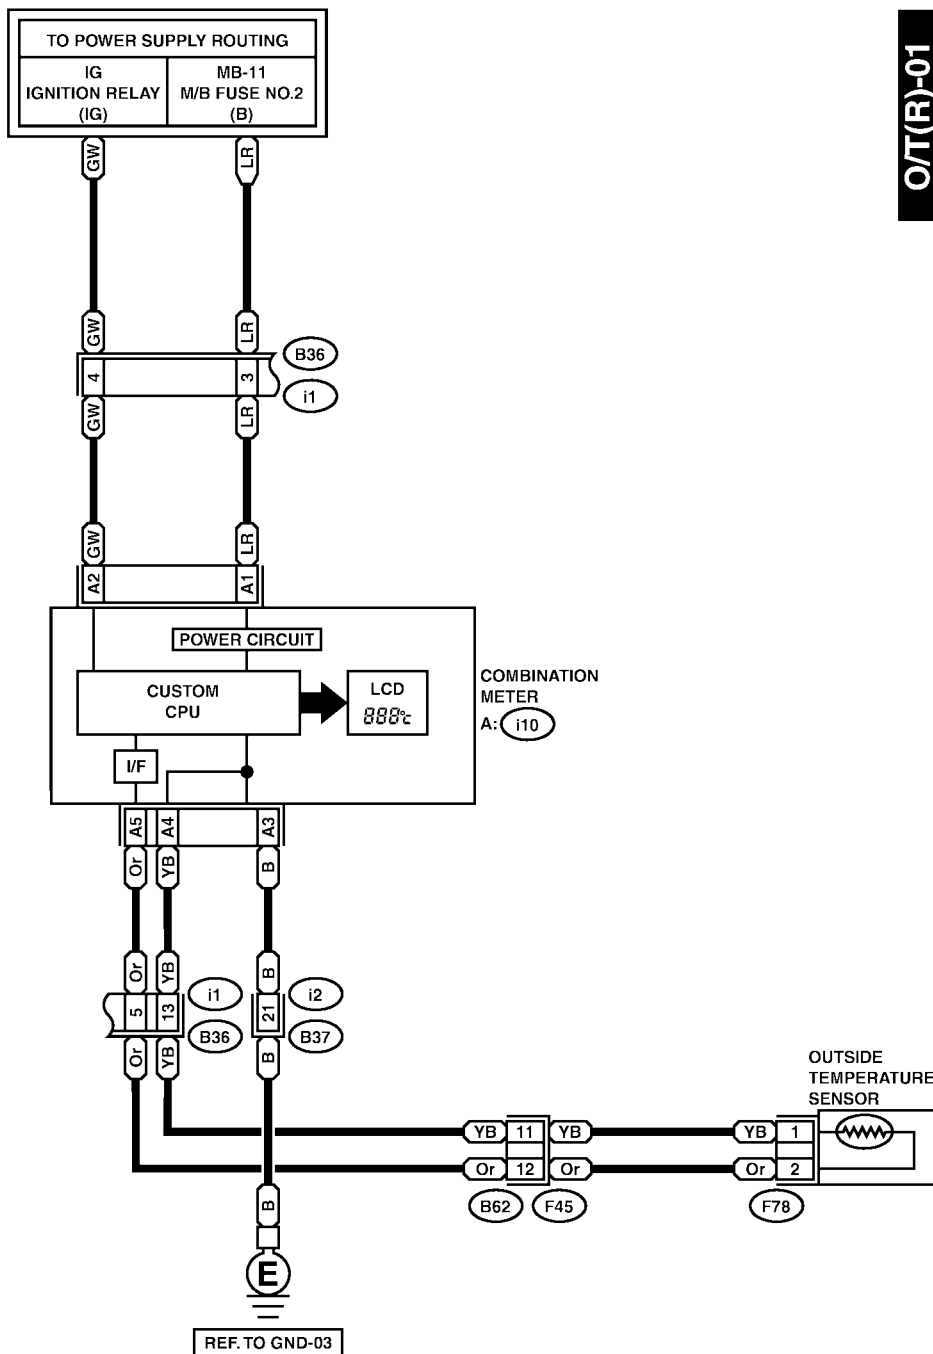 TO POWER SUPPLY ROUTING
IG
IGNITION RELAY
(IG)
MB-11
M/B FUSE NO.2
(B)
O/T(R)-01
GW
LR
GW
LR
B36
4
3
i1
GW
LR
GW
LR
A2
A1
POWER CIRCUIT
CUSTOM
CPU
LCD
888℃
COMBINATION
METER
A: i10
I/F
A5
A4
A3
Or
YB
B
Or
YB
B
i1
i2
5
13
21
B36
B37
Or
YB
B
OUTSIDE
TEMPERATURE
SENSOR
YB 11 YB
YB 1
Or 12 Or
Or 2
B62
F45
F78
B
E
REF. TO GND-03